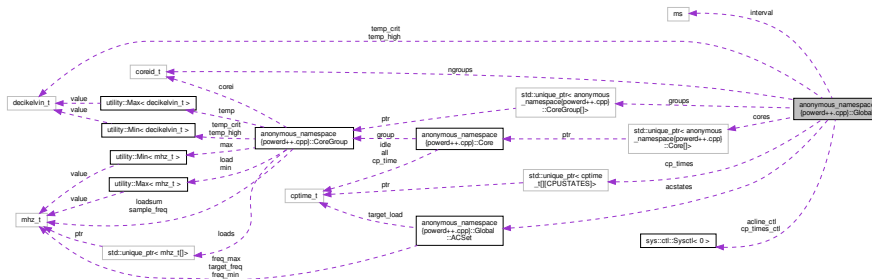 ms
interval
temp_crit
temp_high
coreid_t
ngroups
corei
decikelvin_t
value
utility::Max< decikelvin_t >
temp
value
utility::Min< decikelvin_t >
temp_crit
temp_high
std::unique_ptr< anonymous
_namespace{powerd++.cpp}
::CoreGroup[]>
groups
ptr
anonymous_namespace
{powerd++.cpp}::Global
cores
std::unique_ptr< anonymous
_namespace{powerd++.cpp}
::Core[]>
ptr
anonymous_namespace
{powerd++.cpp}::Core
group
idle
all
cp_time
anonymous_namespace
{powerd++.cpp}::CoreGroup
max
load
min
utility::Min< mhz_t >
value
utility::Max< mhz_t >
value
cp_times
std::unique_ptr< cptime
_t[][CPUSTATES]>
ptr
cptime_t
acstates
loadsum
sample_freq
mhz_t
target_load
anonymous_namespace
{powerd++.cpp}::Global
::ACSet
loads
ptr
std::unique_ptr< mhz_t[]>
acline_ctl
cp_times_ctl
sys::ctl::Sysctl< 0 >
freq_max
target_freq
freq_min